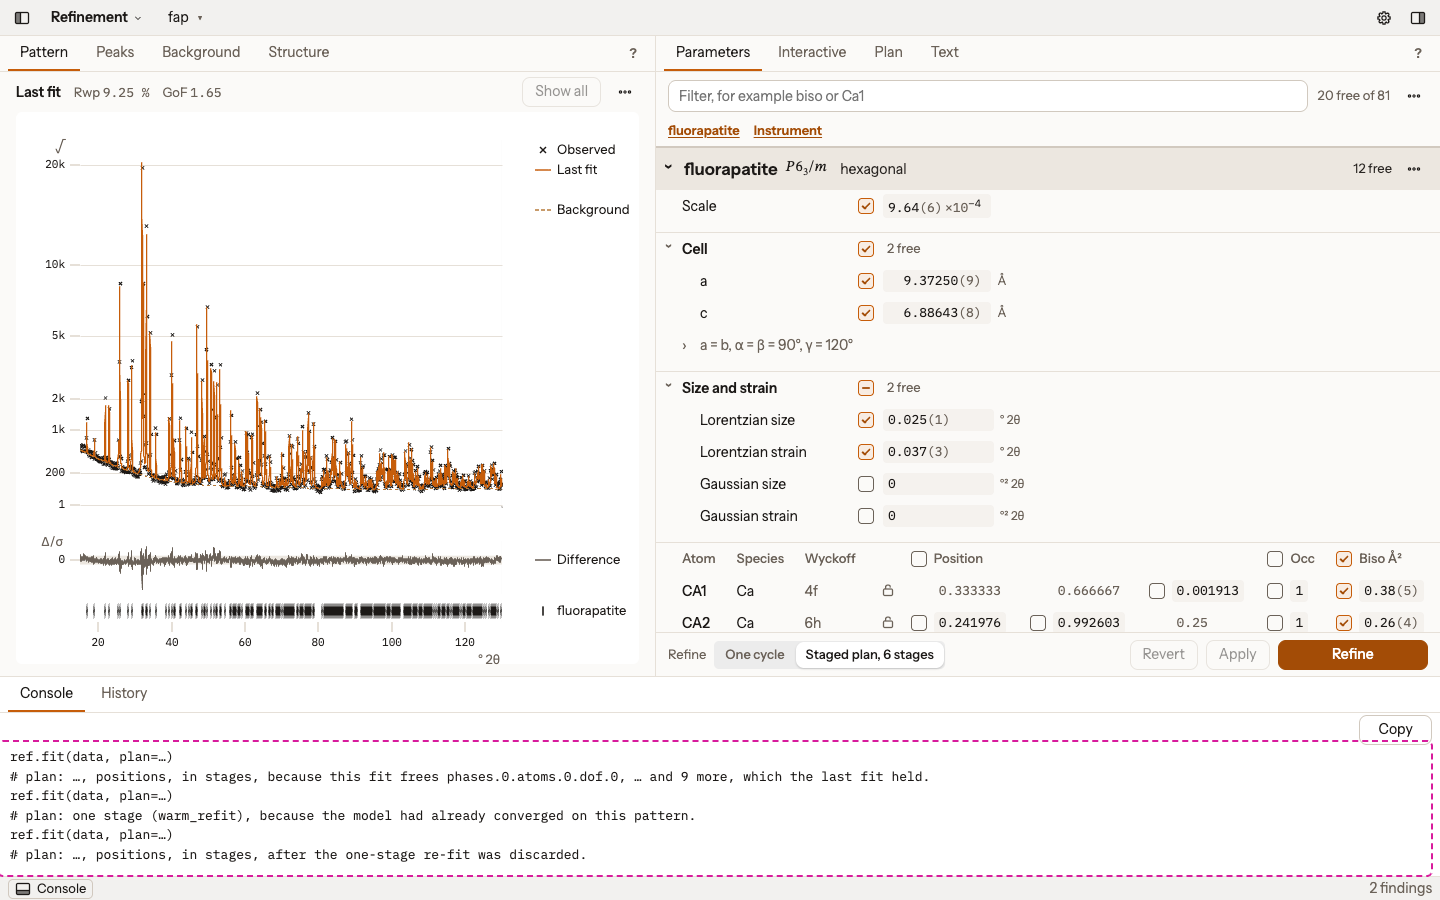 Refinement
fap
Pattern Peaks Background Structure ?
Parameters Interactive Plan Text ?
Last fit Rwp 9.25 % GoF 1.65 Show all
Filter, for example biso or Ca1 20 free of 81
fluorapatite Instrument
√
20k
10k
5k
2k
1k
200
1
Δ/σ
0
20 40 60 80 100 120
° 2θ
Observed
Last fit
Background
Difference
fluorapatite
fluorapatite P6₃/m hexagonal 12 free
Scale 9.64(6) ×10⁻⁴
Cell 2 free
a 9.37250(9) Å
c 6.88643(8) Å
a = b, α = β = 90°, γ = 120°
Size and strain 2 free
Lorentzian size 0.025(1) ° 2θ
Lorentzian strain 0.037(3) ° 2θ
Gaussian size 0 °² 2θ
Gaussian strain 0 °² 2θ
Atom Species Wyckoff Position Occ Biso Å²
CA1 Ca 4f 0.333333 0.666667 0.001913 1 0.38(5)
CA2 Ca 6h 0.241976 0.992603 0.25 1 0.26(4)
Refine One cycle Staged plan, 6 stages Revert Apply Refine
Console History
Copy
ref.fit(data, plan=…)
# plan: …, positions, in stages, because this fit frees phases.0.atoms.0.dof.0, … and 9 more, which the last fit held.
ref.fit(data, plan=…)
# plan: one stage (warm_refit), because the model had already converged on this pattern.
ref.fit(data, plan=…)
# plan: …, positions, in stages, after the one-stage re-fit was discarded.
Console 2 findings